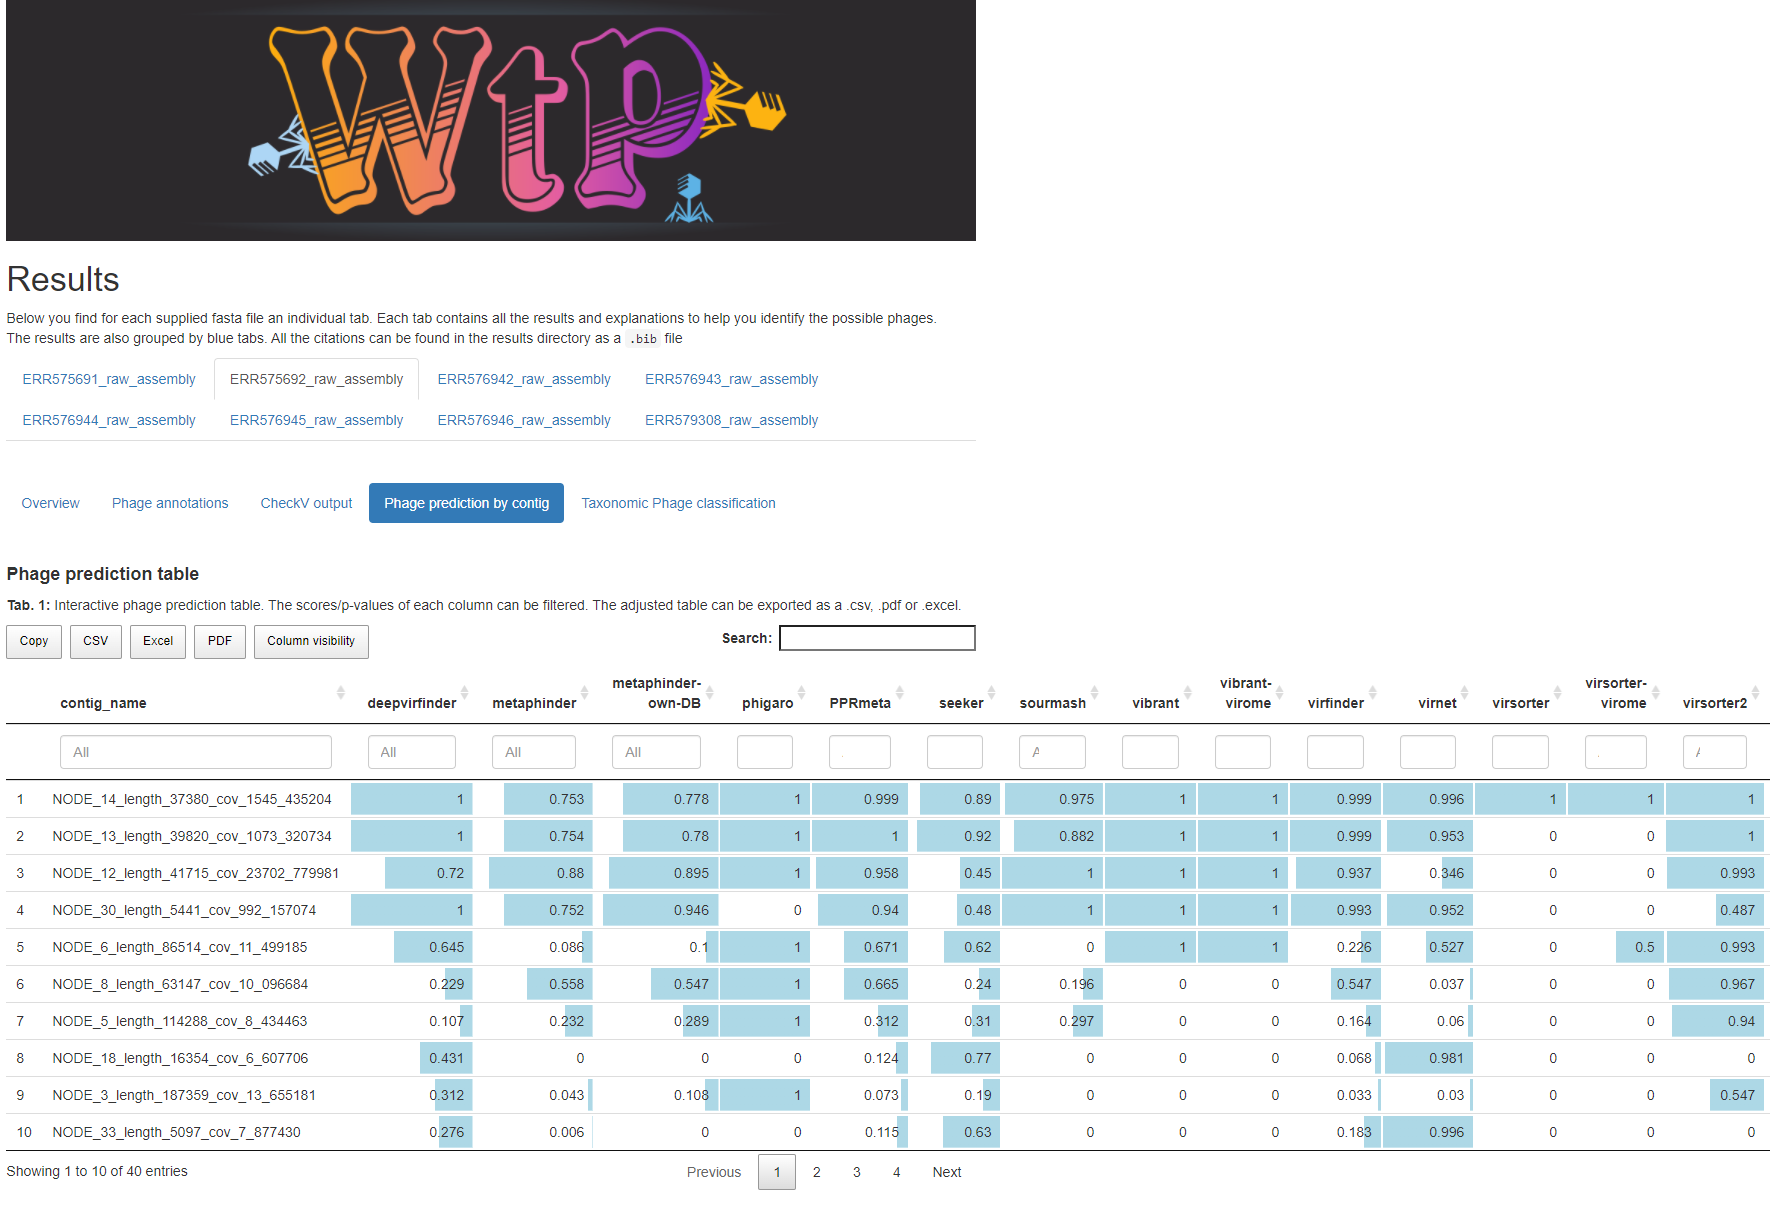 WtP
Results
Below you find for each supplied fasta file an individual tab. Each tab contains all the results and explanations to help you identify the possible phages.
The results are also grouped by blue tabs. All the citations can be found in the results directory as a .bib file
ERR575691_raw_assembly ERR575692_raw_assembly ERR576942_raw_assembly ERR576943_raw_assembly
ERR576944_raw_assembly ERR576945_raw_assembly ERR576946_raw_assembly ERR579308_raw_assembly
Overview Phage annotations CheckV output Phage prediction by contig Taxonomic Phage classification
Phage prediction table
Tab. 1: Interactive phage prediction table. The scores/p-values of each column can be filtered. The adjusted table can be exported as a .csv, .pdf or .excel.
Copy CSV Excel PDF Column visibility Search:
contig_name deepvirfinder metaphinder metaphinder-own-DB phigaro PPRmeta seeker sourmash vibrant vibrant-virome virfinder virnet virsorter virsorter-virome virsorter2
All All All All
1 NODE_14_length_37380_cov_1545_435204 1 0.753 0.778 1 0.999 0.89 0.975 1 1 0.999 0.996 1 1 1
2 NODE_13_length_39820_cov_1073_320734 1 0.754 0.78 1 1 0.92 0.882 1 1 0.999 0.953 0 0 1
3 NODE_12_length_41715_cov_23702_779981 0.72 0.88 0.895 1 0.958 0.45 1 1 1 0.937 0.346 0 0 0.993
4 NODE_30_length_5441_cov_992_157074 1 0.752 0.946 0 0.94 0.48 1 1 1 0.993 0.952 0 0 0.487
5 NODE_6_length_86514_cov_11_499185 0.645 0.086 0.1 1 0.671 0.62 0 1 1 0.226 0.527 0 0.5 0.993
6 NODE_8_length_63147_cov_10_096684 0.229 0.558 0.547 1 0.665 0.24 0.196 0 0 0.547 0.037 0 0 0.967
7 NODE_5_length_114288_cov_8_434463 0.107 0.232 0.289 1 0.312 0.31 0.297 0 0 0.164 0.06 0 0 0.94
8 NODE_18_length_16354_cov_6_607706 0.431 0 0 0 0.124 0.77 0 0 0 0.068 0.981 0 0 0
9 NODE_3_length_187359_cov_13_655181 0.312 0.043 0.108 1 0.073 0.19 0 0 0 0.033 0.03 0 0 0.547
10 NODE_33_length_5097_cov_7_877430 0.276 0.006 0 0 0.115 0.63 0 0 0 0.183 0.996 0 0 0
Showing 1 to 10 of 40 entries Previous 1 2 3 4 Next